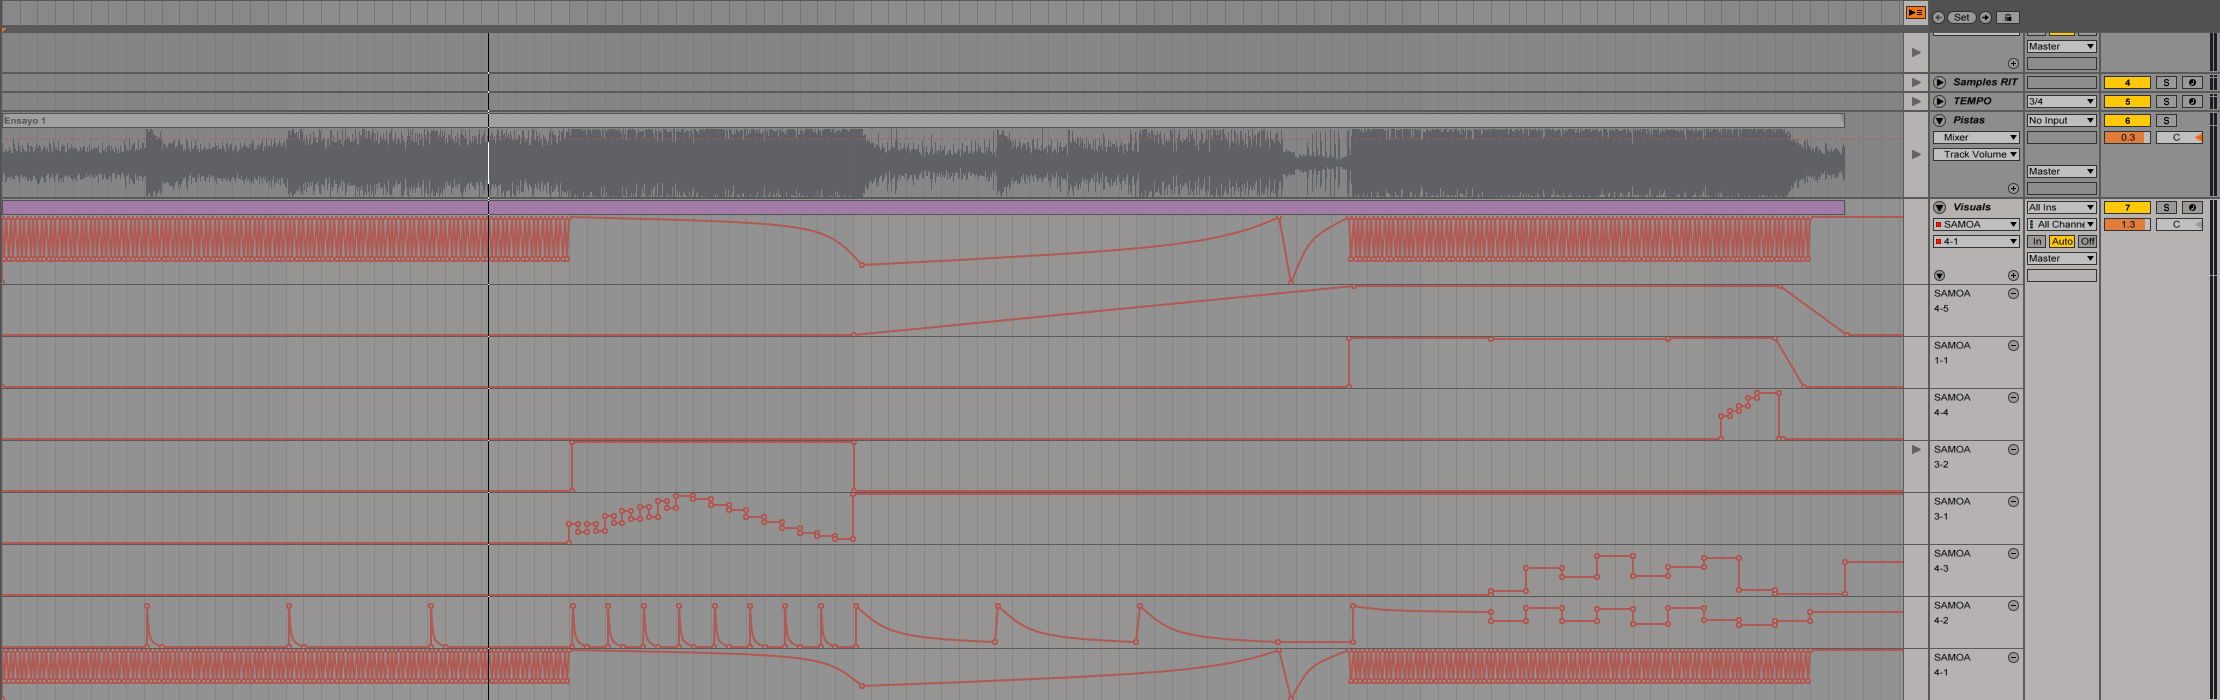 Set
Master
Samples RIT
4
S
TEMPO
3/4
5
S
Ensayo 1
Pistas
No Input
6
S
Mixer
0.3
C
Track Volume
Master
Visuals
All Ins
7
S
SAMOA
All Channe
1.3
C
4-1
In Auto Off
Master
SAMOA
4-5
SAMOA
1-1
SAMOA
4-4
SAMOA
3-2
SAMOA
3-1
SAMOA
4-3
SAMOA
4-2
SAMOA
4-1